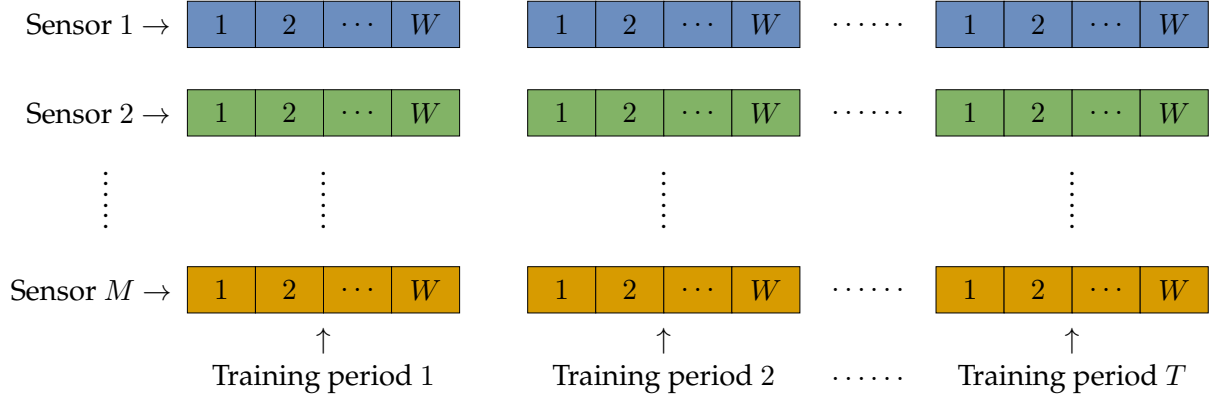 Sensor 1 → 1 2 ··· W 1 2 ··· W ······ 1 2 ··· W
Sensor 2 → 1 2 ··· W 1 2 ··· W ······ 1 2 ··· W
Sensor M → 1 2 ··· W 1 2 ··· W ······ 1 2 ··· W
Training period 1 Training period 2 ······ Training period T